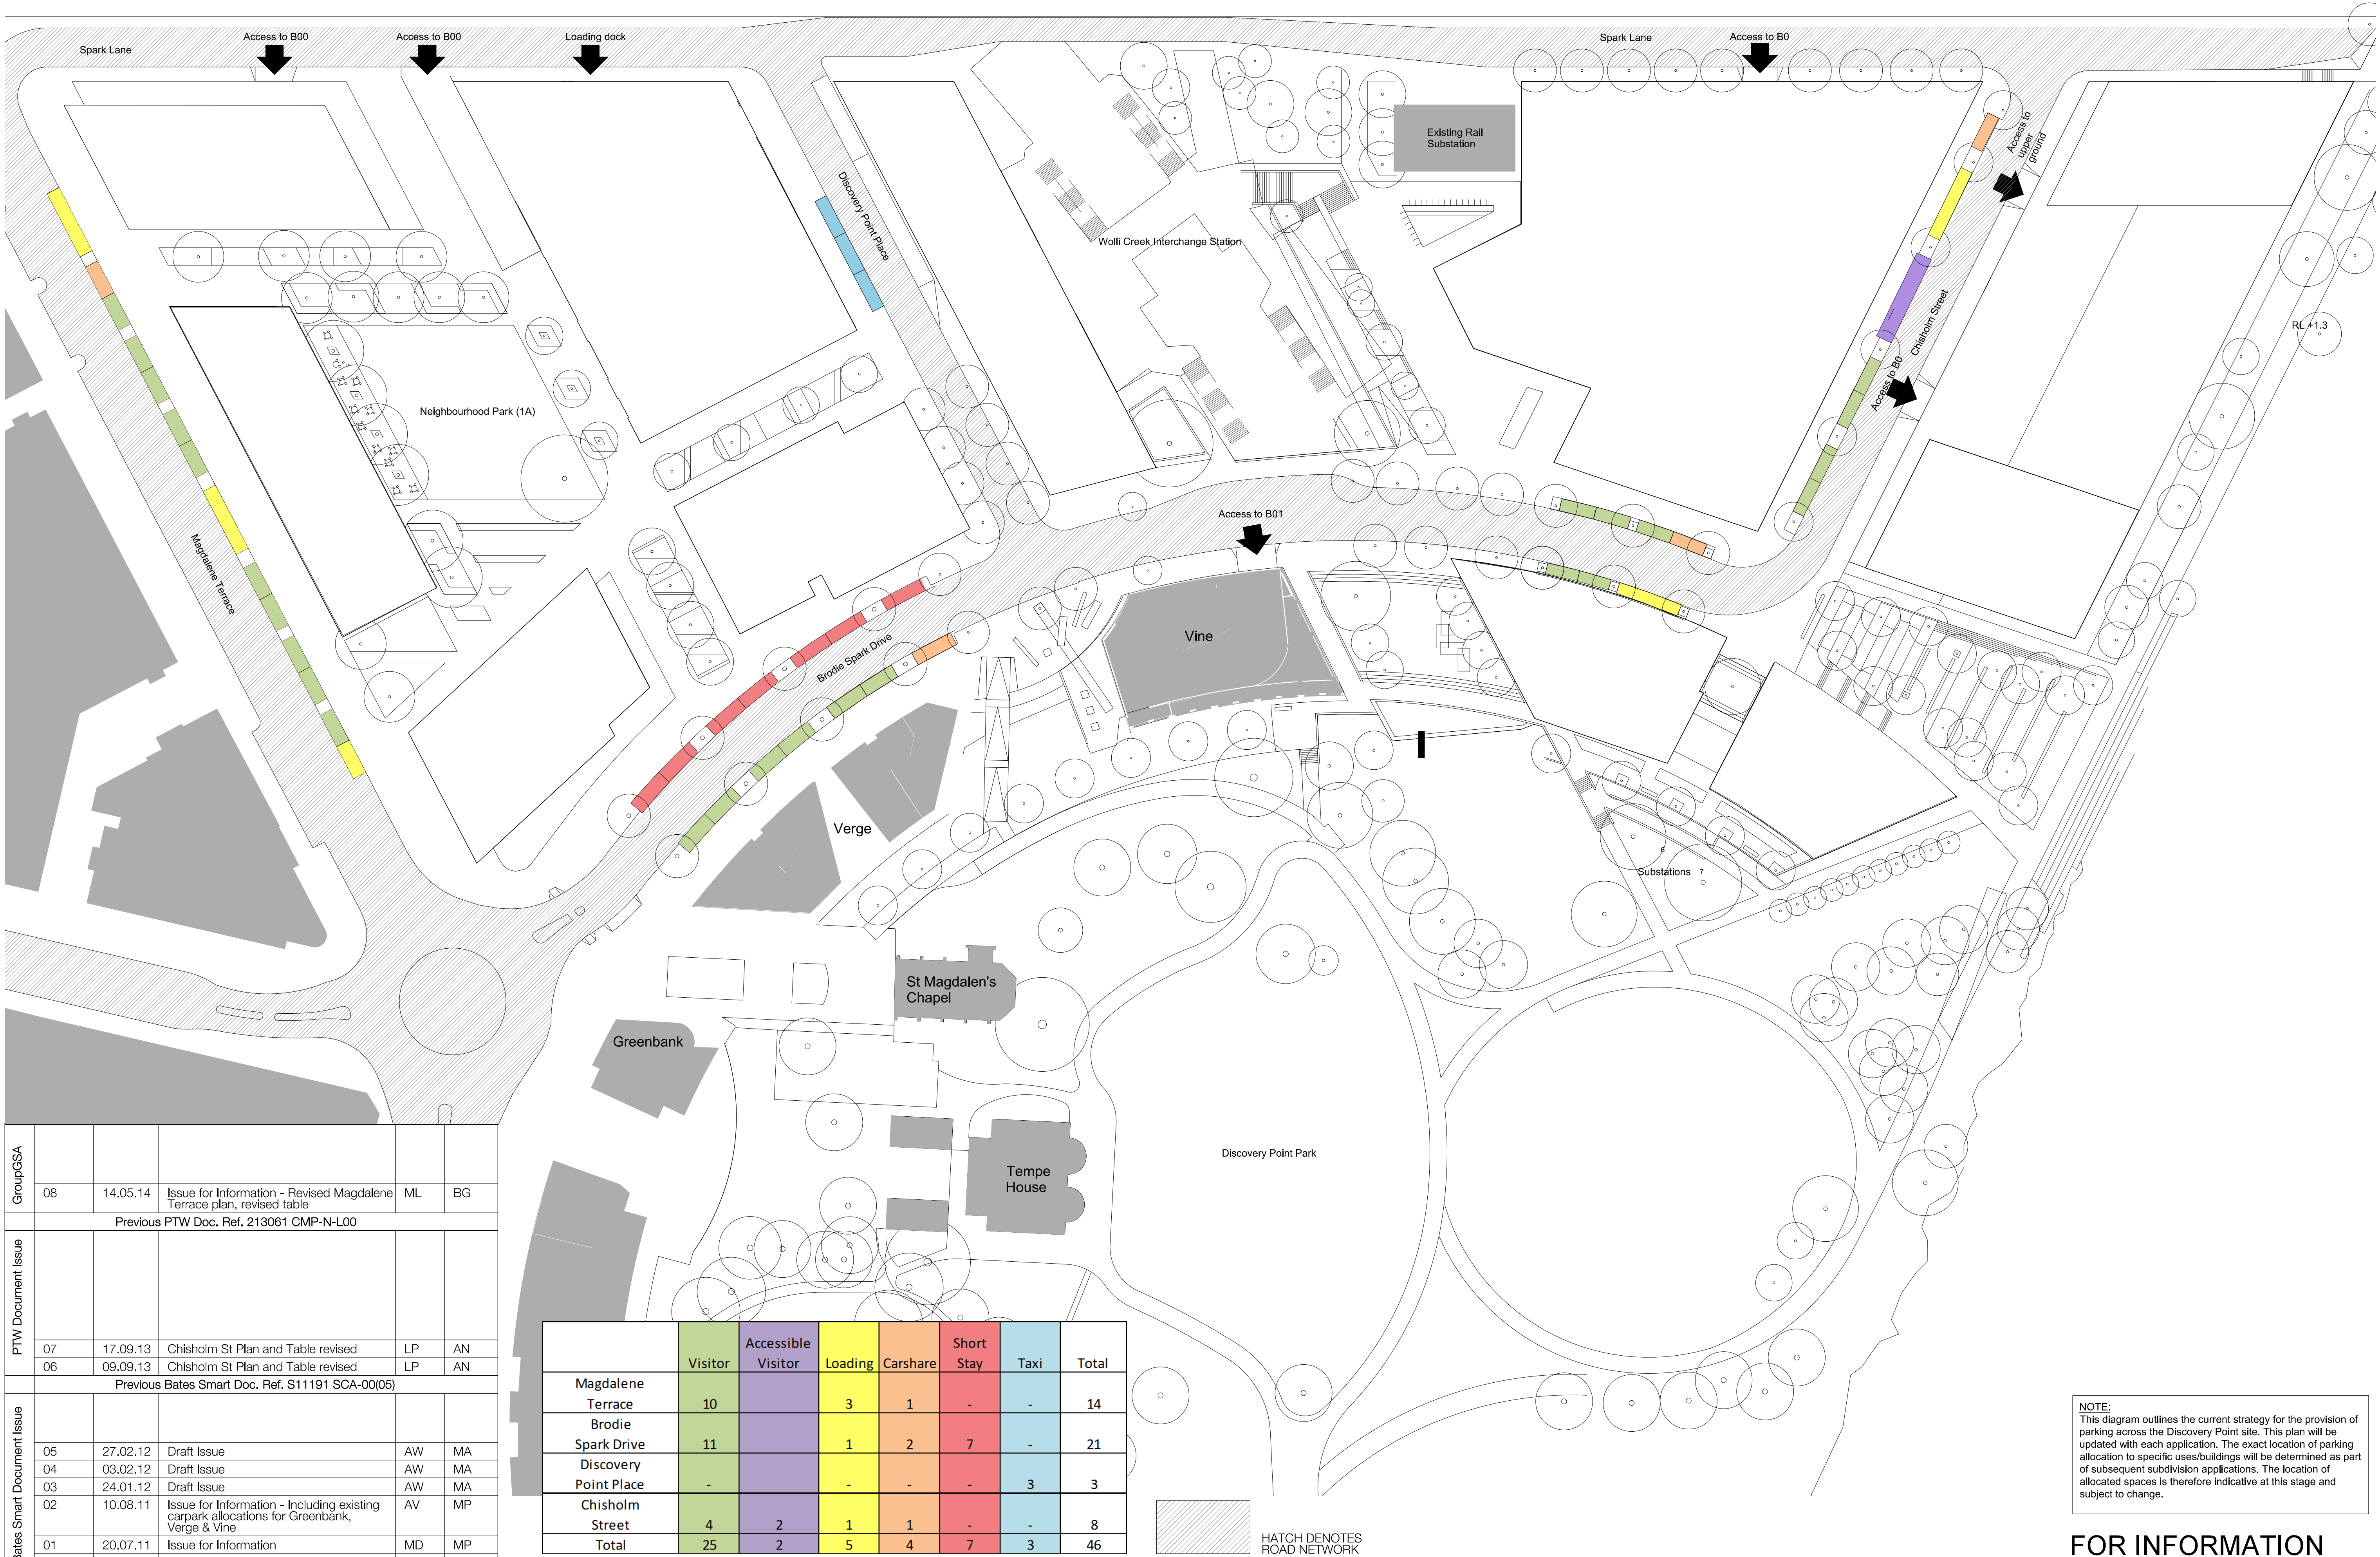 Spark Lane
Access to B00
Access to B00
Loading dock
Spark Lane
Access to B0
Access to
upper
ground
Existing Rail
Substation
Discovery Point Place
Wolli Creek Interchange Station
Chisholm Street
RL +1.3
Access to B0
Neighbourhood Park (1A)
Access to B01
Magdalene Terrace
Vine
Brodie Spark Drive
Verge
6
Substations 7
St Magdalen's
Chapel
Greenbank
Tempe
House
Discovery Point Park
GroupGSA
08 14.05.14 Issue for Information - Revised Magdalene ML BG
Terrace plan, revised table
Previous PTW Doc. Ref. 213061 CMP-N-L00
PTW Document Issue
07 17.09.13 Chisholm St Plan and Table revised LP AN
06 09.09.13 Chisholm St Plan and Table revised LP AN
Previous Bates Smart Doc. Ref. S11191 SCA-00(05)
Bates Smart Document Issue
05 27.02.12 Draft Issue AW MA
04 03.02.12 Draft Issue AW MA
03 24.01.12 Draft Issue AW MA
02 10.08.11 Issue for Information - Including existing AV MP
carpark allocations for Greenbank,
Verge & Vine
01 20.07.11 Issue for Information MD MP
Visitor Accessible Visitor Loading Carshare Short Stay Taxi Total
Magdalene
Terrace 10 3 1 - - 14
Brodie
Spark Drive 11 1 2 7 - 21
Discovery
Point Place - - - - 3 3
Chisholm
Street 4 2 1 1 - - 8
Total 25 2 5 4 7 3 46
HATCH DENOTES
ROAD NETWORK
NOTE:
This diagram outlines the current strategy for the provision of
parking across the Discovery Point site. This plan will be
updated with each application. The exact location of parking
allocation to specific uses/buildings will be determined as part
of subsequent subdivision applications. The location of
allocated spaces is therefore indicative at this stage and
subject to change.
FOR INFORMATION